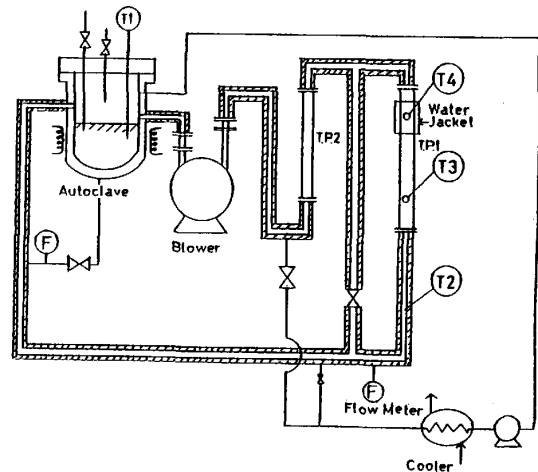 T1
T4
Water
Jacket
T.P.2
T.P.1
T3
Autoclave
Blower
F
T2
F
Flow Meter
Cooler